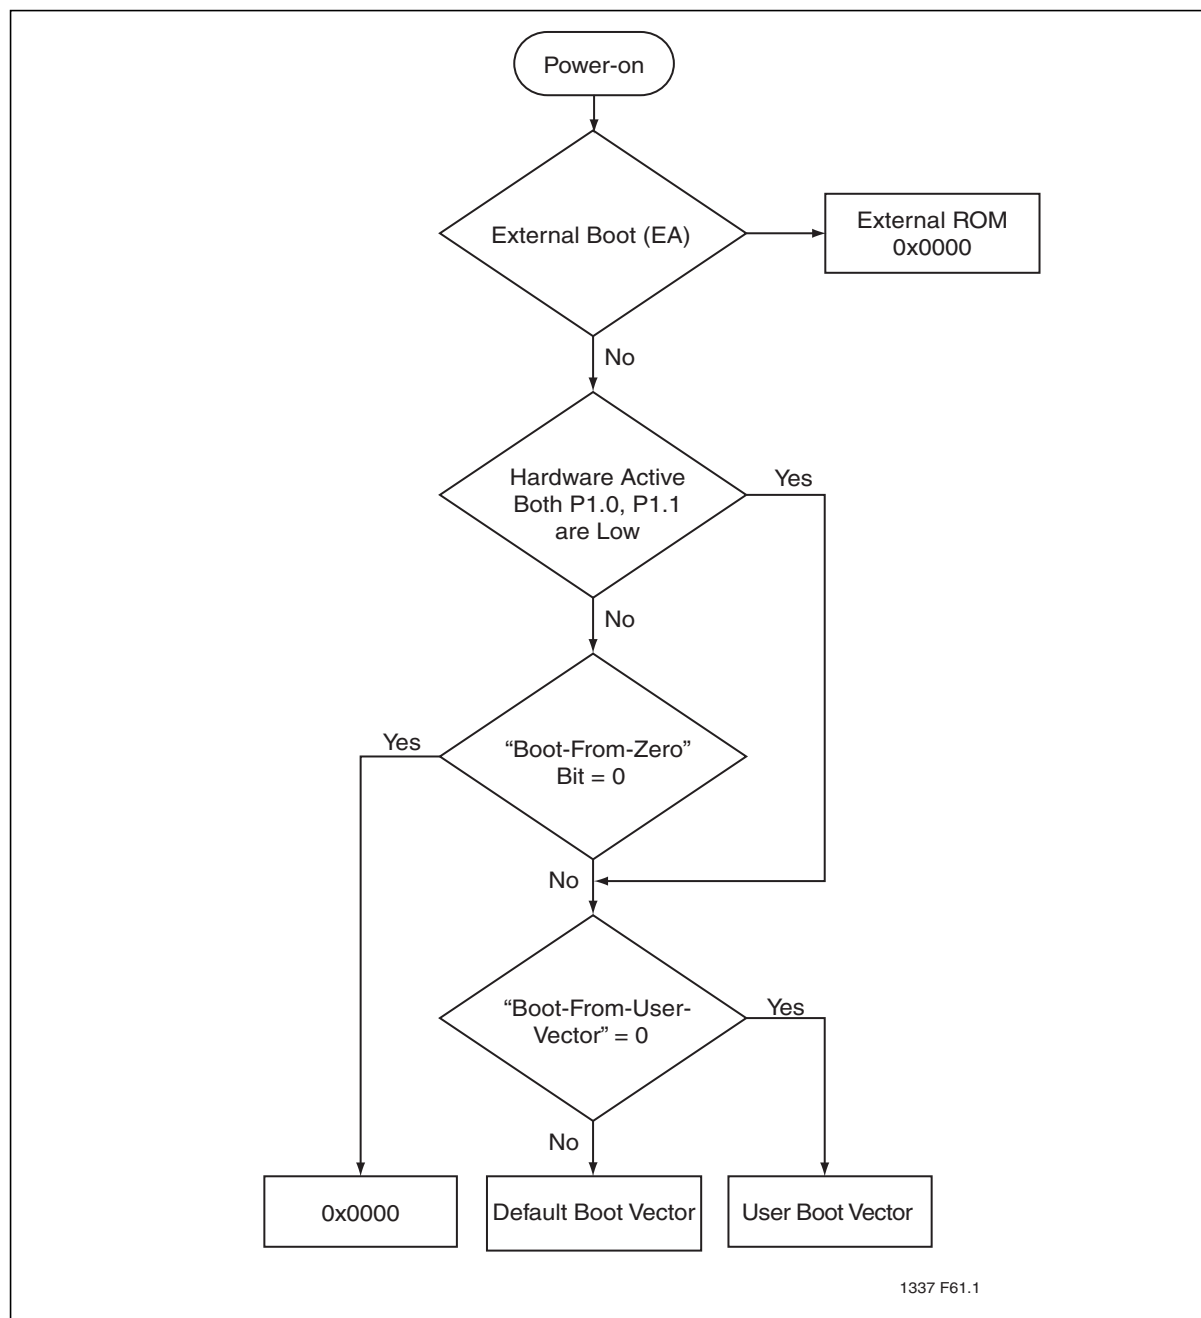 Power-on
External Boot (EA)
External ROM
0x0000
No
Hardware Active
Both P1.0, P1.1
are Low
Yes
No
“Boot-From-Zero”
Bit = 0
Yes
No
“Boot-From-User-
Vector” = 0
Yes
No
0x0000
Default Boot Vector
User Boot Vector
1337 F61.1